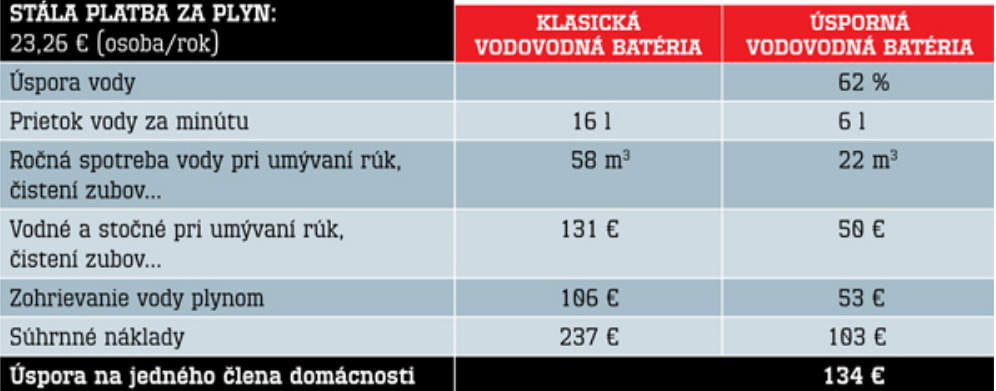 STÁLA PLATBA ZA PLYN:
23,26 € (osoba/rok)
KLASICKÁ
VODOVODNÁ BATÉRIA
ÚSPORNÁ
VODOVODNÁ BATÉRIA
Úspora vody 62 %
Prietok vody za minútu 16 l 6 l
Ročná spotreba vody pri umývaní rúk, 58 m³ 22 m³
čistení zubov...
Vodné a stočné pri umývaní rúk, 131 € 50 €
čistení zubov...
Zohrievanie vody plynom 106 € 53 €
Súhrnné náklady 237 € 103 €
Úspora na jedného člena domácnosti 134 €